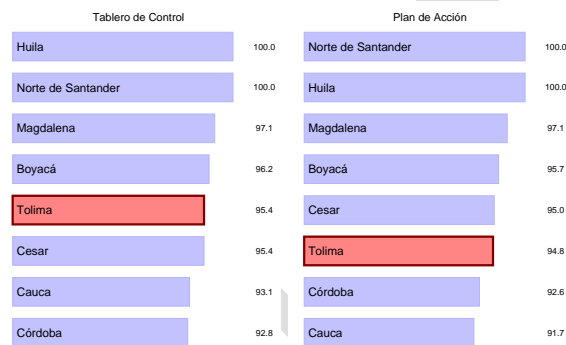 Tablero de Control
Huila 100.0
Norte de Santander 100.0
Magdalena 97.1
Boyacá 96.2
Tolima 95.4
Cesar 95.4
Cauca 93.1
Córdoba 92.8
Plan de Acción
Norte de Santander 100.0
Huila 100.0
Magdalena 97.1
Boyacá 95.7
Cesar 95.0
Tolima 94.8
Córdoba 92.6
Cauca 91.7